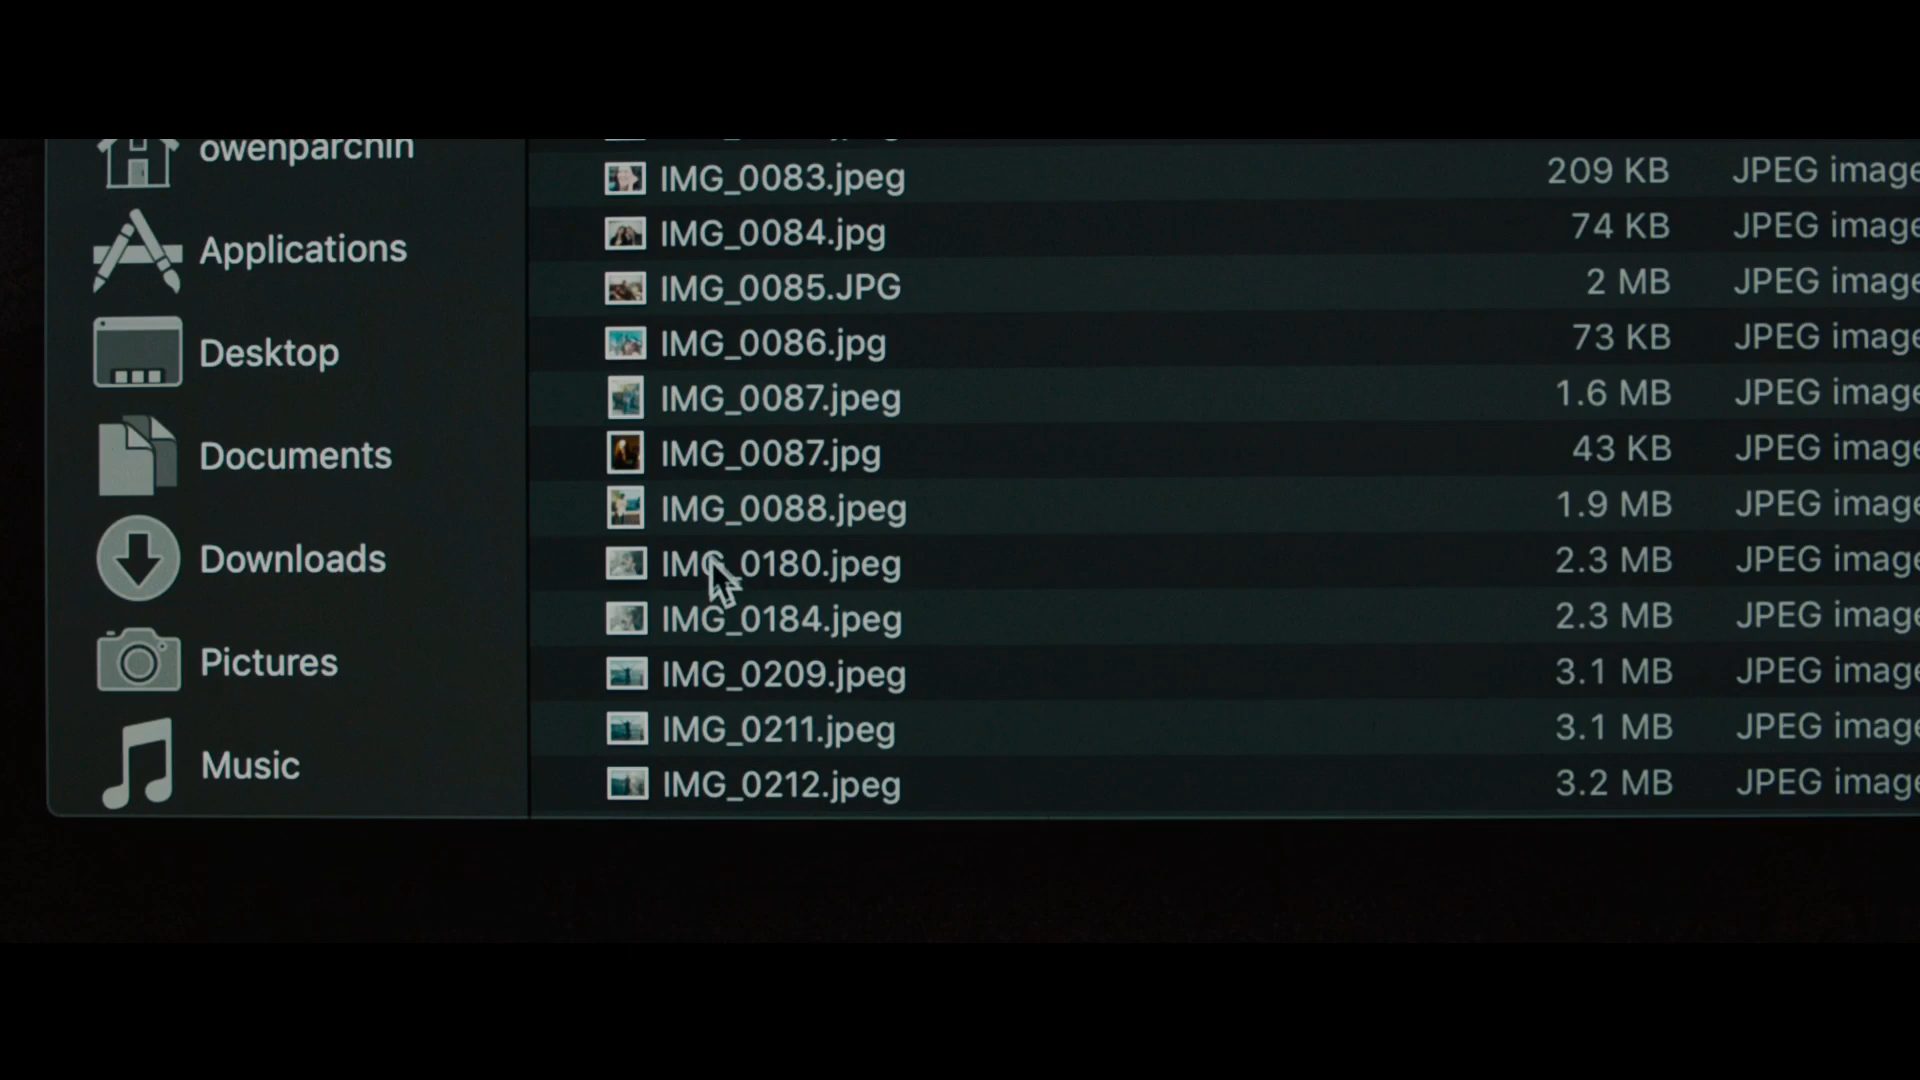 owenparchin
Applications
Desktop
Documents
Downloads
Pictures
Music
IMG_0083.jpeg 209 KB JPEG image
IMG_0084.jpg 74 KB JPEG image
IMG_0085.JPG 2 MB JPEG image
IMG_0086.jpg 73 KB JPEG image
IMG_0087.jpeg 1.6 MB JPEG image
IMG_0087.jpg 43 KB JPEG image
IMG_0088.jpeg 1.9 MB JPEG image
IMG_0180.jpeg 2.3 MB JPEG image
IMG_0184.jpeg 2.3 MB JPEG image
IMG_0209.jpeg 3.1 MB JPEG image
IMG_0211.jpeg 3.1 MB JPEG image
IMG_0212.jpeg 3.2 MB JPEG image